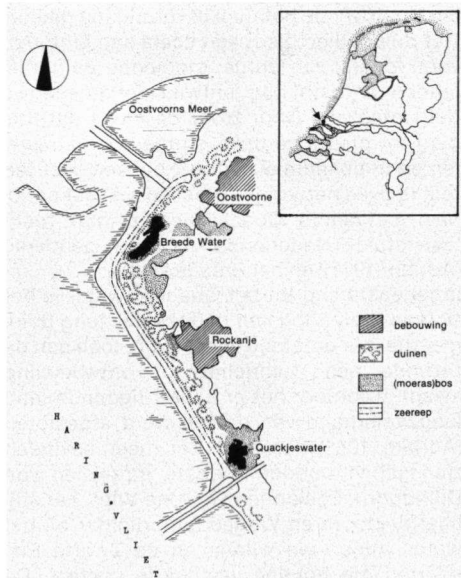 Oostvoorns Meer
Oostvoorne
Breede Water
bebouwing
Rockanje
duinen
(moeras)bos
zeereep
Quackjeswater
HARINGVLIET